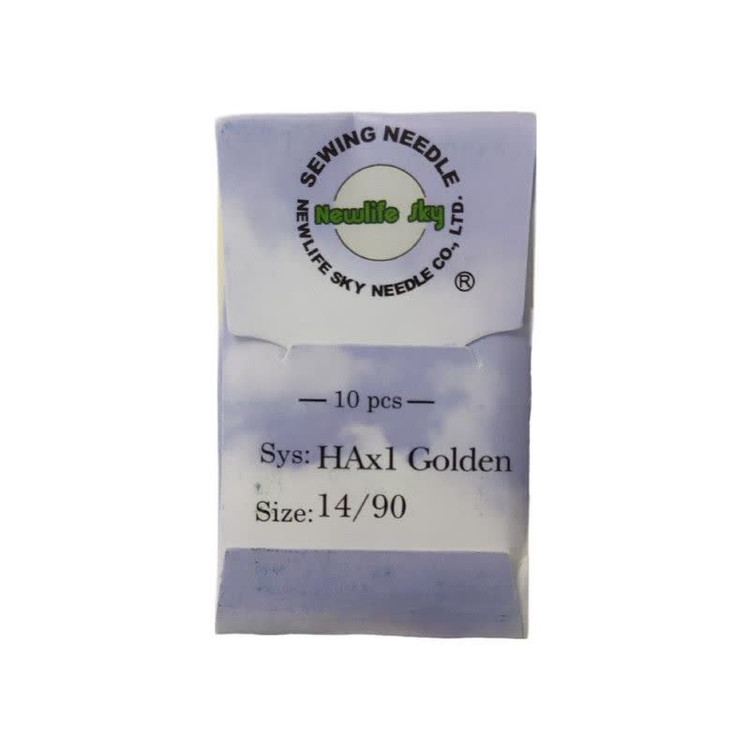 SEWING NEEDLE
Newlife Sky
NEWLIFE SKY NEEDLE CO., LTD.
®
— 10 pcs —
Sys: HAx1 Golden
Size: 14/90